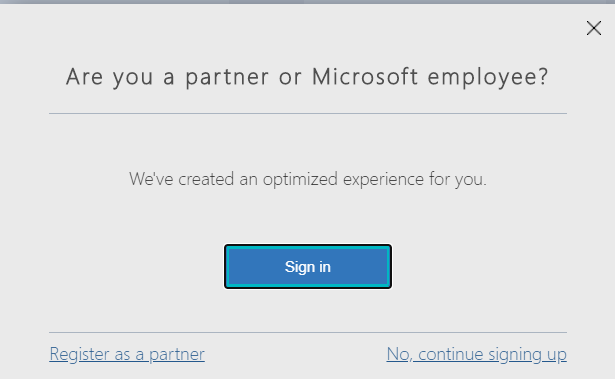 Are you a partner or Microsoft employee?
We've created an optimized experience for you.
Sign in
Register as a partner
No, continue signing up